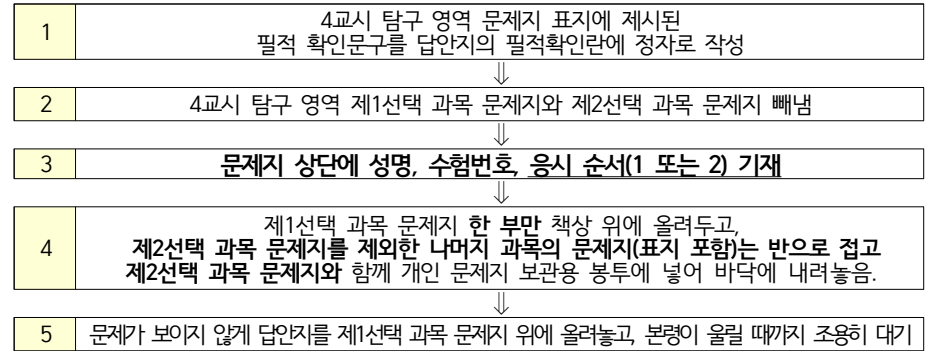 1
4교시 탐구 영역 문제지 표지에 제시된
필적 확인문구를 답안지의 필적확인란에 정자로 작성
⇓
2
4교시 탐구 영역 제1선택 과목 문제지와 제2선택 과목 문제지 빼냄
⇓
3
문제지 상단에 성명, 수험번호, 응시 순서(1 또는 2) 기재
⇓
4
제1선택 과목 문제지 한 부만 책상 위에 올려두고,
제2선택 과목 문제지를 제외한 나머지 과목의 문제지(표지 포함)는 반으로 접고
제2선택 과목 문제지와 함께 개인 문제지 보관용 봉투에 넣어 바닥에 내려놓음.
⇓
5
문제가 보이지 않게 답안지를 제1선택 과목 문제지 위에 올려놓고, 본령이 울릴 때까지 조용히 대기